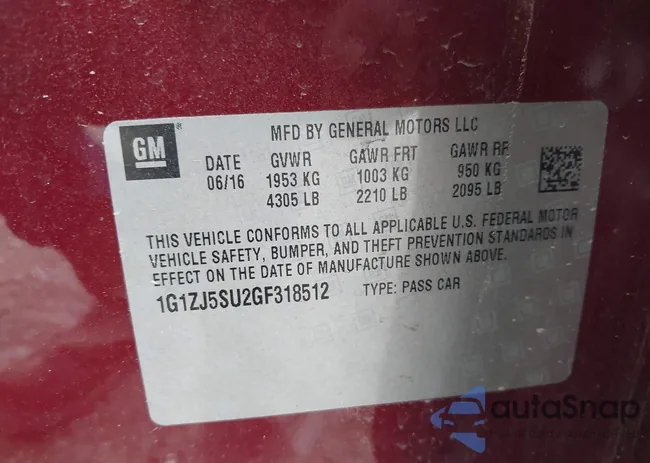 GM
MFD BY GENERAL MOTORS LLC
DATE GVWR GAWR FRT GAWR RR
06/16 1953 KG 1003 KG 950 KG
4305 LB 2210 LB 2095 LB
THIS VEHICLE CONFORMS TO ALL APPLICABLE U.S. FEDERAL MOTOR
VEHICLE SAFETY, BUMPER, AND THEFT PREVENTION STANDARDS IN
EFFECT ON THE DATE OF MANUFACTURE SHOWN ABOVE.
1G1ZJ5SU2GF318512 TYPE: PASS CAR
autoSnap